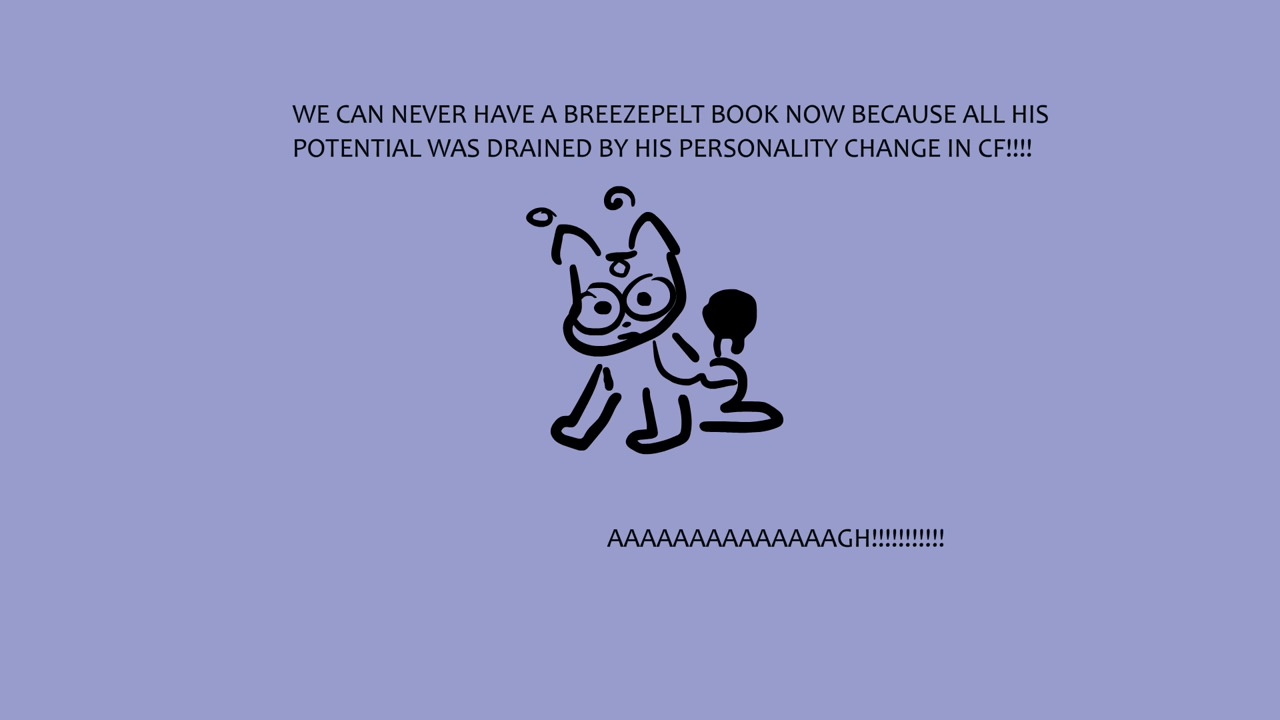 WE CAN NEVER HAVE A BREEZEPELT BOOK NOW BECAUSE ALL HIS
POTENTIAL WAS DRAINED BY HIS PERSONALITY CHANGE IN CF!!!!
AAAAAAAAAAAAAAGH!!!!!!!!!!!